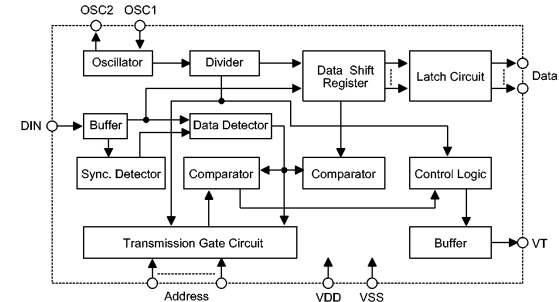 OSC2 OSC1
Oscillator
Divider
Data Shift
Register
Latch Circuit
Data
DIN
Buffer
Data Detector
Sync. Detector
Comparator
Comparator
Control Logic
Transmission Gate Circuit
Buffer
VT
Address
VDD
VSS